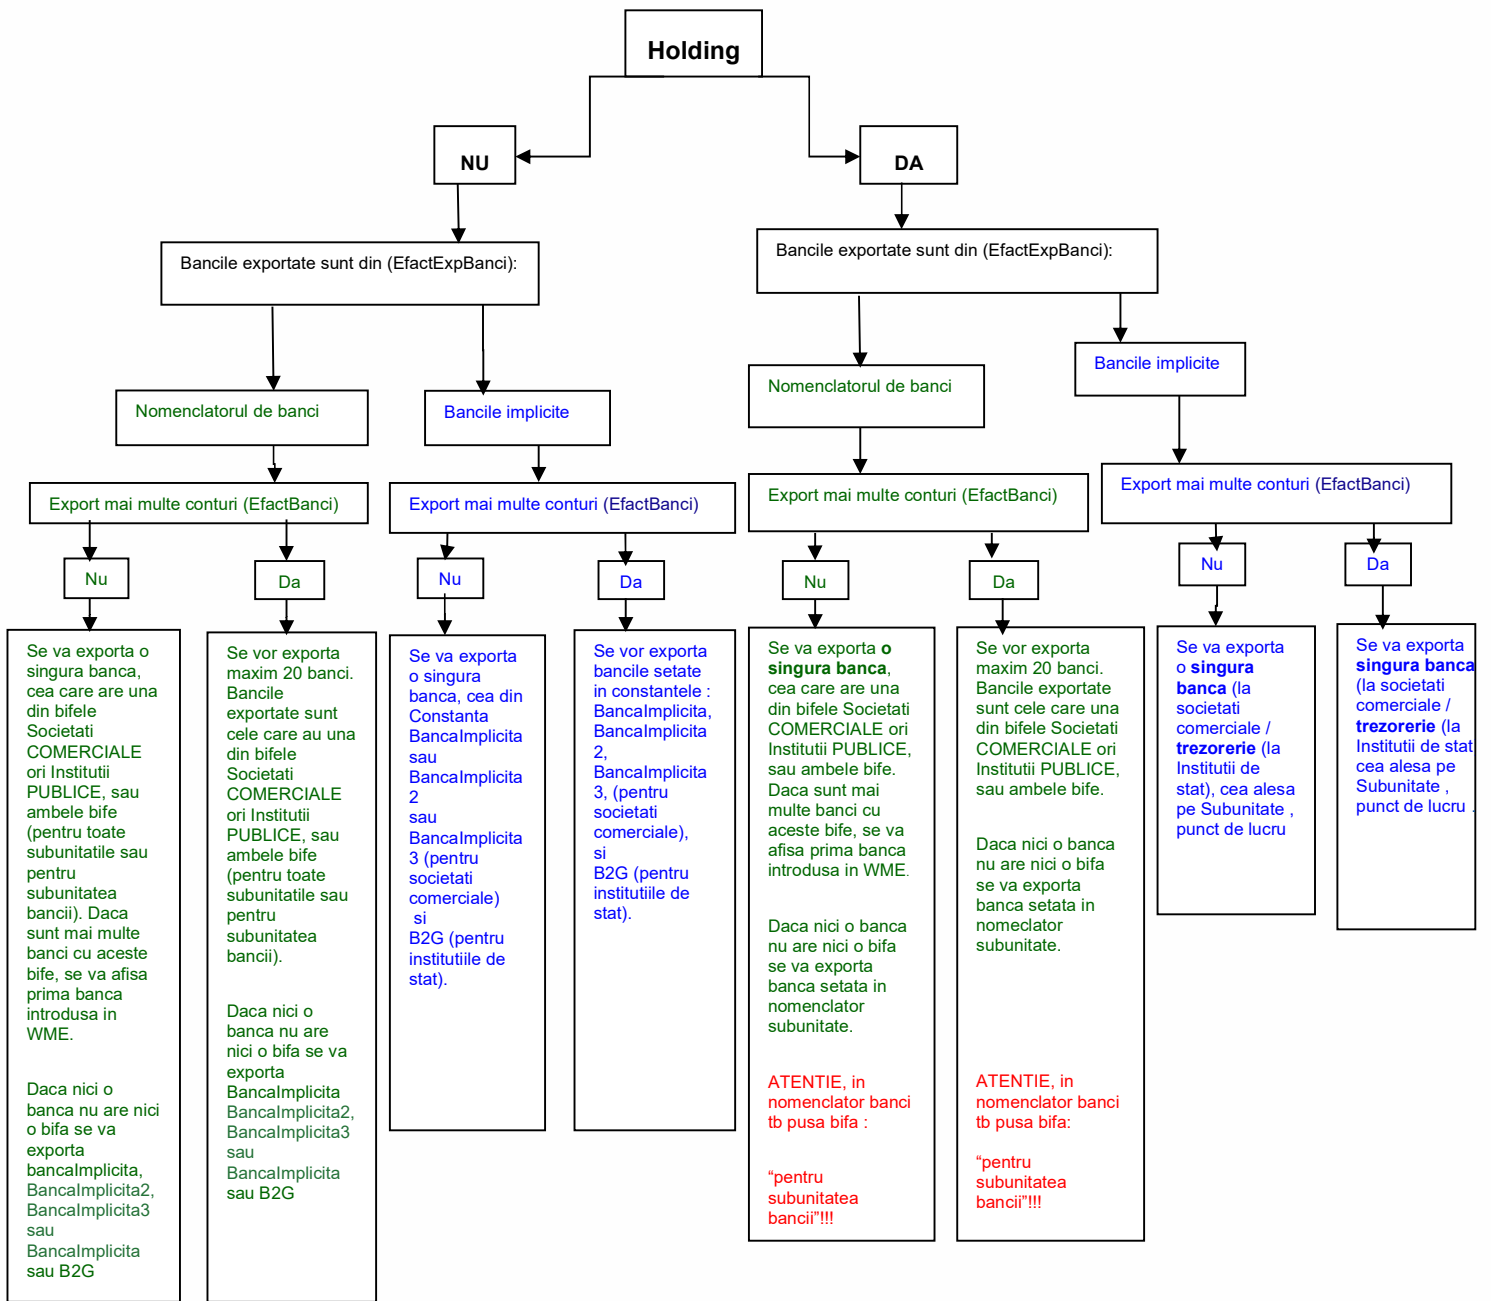 Holding
NU
DA
Bancile exportate sunt din (EfactExpBanci):
Bancile exportate sunt din (EfactExpBanci):
Nomenclatorul de banci
Bancile implicite
Nomenclatorul de banci
Bancile implicite
Export mai multe conturi (EfactBanci)
Export mai multe conturi (EfactBanci)
Export mai multe conturi (EfactBanci)
Export mai multe conturi (EfactBanci)
Nu
Da
Nu
Da
Nu
Da
Nu
Da
Se va exporta o
singura banca,
cea care are una
din bifele
Societati
COMERCIALE
ori Institutii
PUBLICE, sau
ambele bife
(pentru toate
subunitatile sau
pentru
subunitatea
bancii). Daca
sunt mai multe
banci cu aceste
bife, se va afisa
prima banca
introdusa in
WME.
Daca nici o
banca nu are nici
o bifa se va
exporta
bancaImplicita,
BancaImplicita2,
BancaImplicita3
sau
BancaImplicita
sau B2G
Se vor exporta
maxim 20 banci.
Bancile
exportate sunt
cele care au una
din bifele
Societati
COMERCIALE
ori Institutii
PUBLICE, sau
ambele bife
(pentru toate
subunitatile sau
pentru
subunitatea
bancii).
Daca nici o
banca nu are
nici o bifa se va
exporta
BancaImplicita
BancaImplicita2,
BancaImplicita3
sau
BancaImplicita
sau B2G
Se va exporta
o singura
banca, cea din
Constanta
BancaImplicita
sau
BancaImplicita
2
sau
BancaImplicita
3 (pentru
societati
comerciale)
si
B2G (pentru
institutiile de
stat).
Se vor exporta
bancile setate
in constantele :
BancaImplicita,
BancaImplicita
2,
BancaImplicita
3, (pentru
societati
comerciale),
si
B2G (pentru
institutiile de
stat).
Se va exporta o
singura banca,
cea care are una
din bifele Societati
COMERCIALE ori
Institutii PUBLICE,
sau ambele bife.
Daca sunt mai
multe banci cu
aceste bife, se va
afisa prima banca
introdusa in WME.
Daca nici o banca
nu are nici o bifa
se va exporta
banca setata in
nomenclator
subunitate.
ATENTIE, in
nomenclator banci
tb pusa bifa :
“pentru
subunitatea
bancii”!!!
Se vor exporta
maxim 20 banci.
Bancile exportate
sunt cele care una
din bifele Societati
COMERCIALE ori
Institutii PUBLICE,
sau ambele bife.
Daca nici o banca
nu are nici o bifa
se va exporta
banca setata in
nomeclator
subunitate.
ATENTIE, in
nomenclator banci
tb pusa bifa:
“pentru
subunitatea
bancii”!!!
Se va exporta
o singura
banca (la
societati
comerciale /
trezorerie (la
Institutii de
stat), cea alesa
pe Subunitate ,
punct de lucru
Se va exporta
singura banca
(la societati
comerciale /
trezorerie (la
Institutii de stat
cea alesa pe
Subunitate ,
punct de lucru .